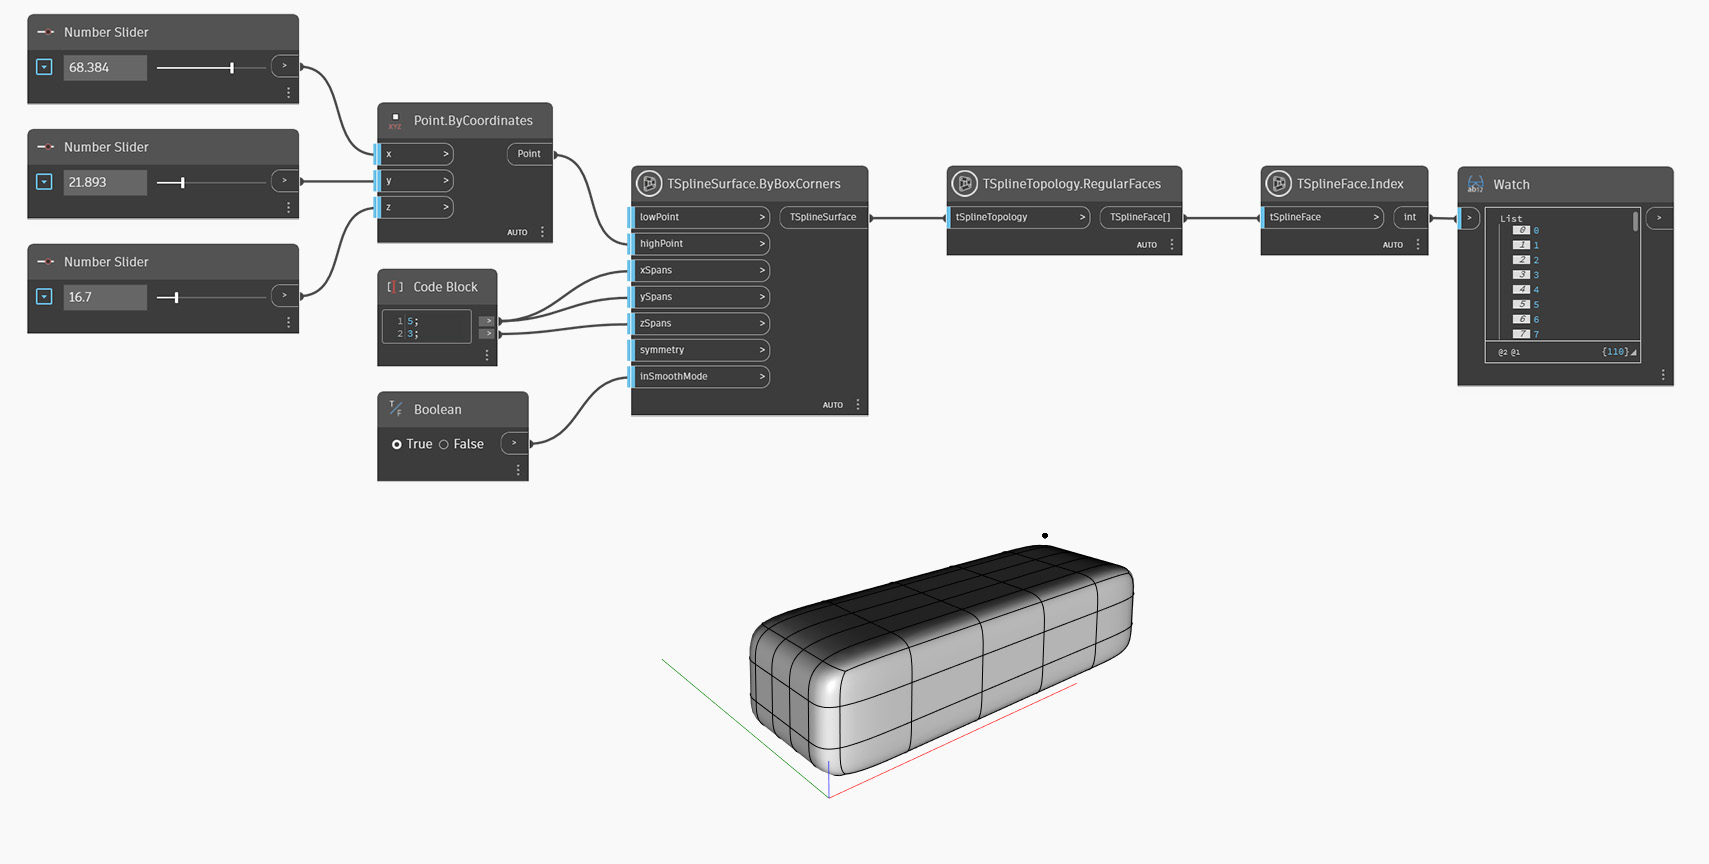 Number Slider
68.384
>
Number Slider
21.893
>
Number Slider
16.7
>
XYZ
Point.ByCoordinates
x >
Point
y >
z >
AUTO
[ ] Code Block
1 5;
2 3;
>
>
T/F
Boolean
True False
>
TSplineSurface.ByBoxCorners
lowPoint >
TSplineSurface
highPoint >
xSpans >
ySpans >
zSpans >
symmetry >
inSmoothMode >
AUTO
TSplineTopology.RegularFaces
tSplineTopology >
TSplineFace[]
AUTO
TSplineFace.Index
tSplineFace >
int
AUTO
Watch
>
List
0 0
1 1
2 2
3 3
4 4
5 5
6 6
7 7
@2 @1
{110}
>